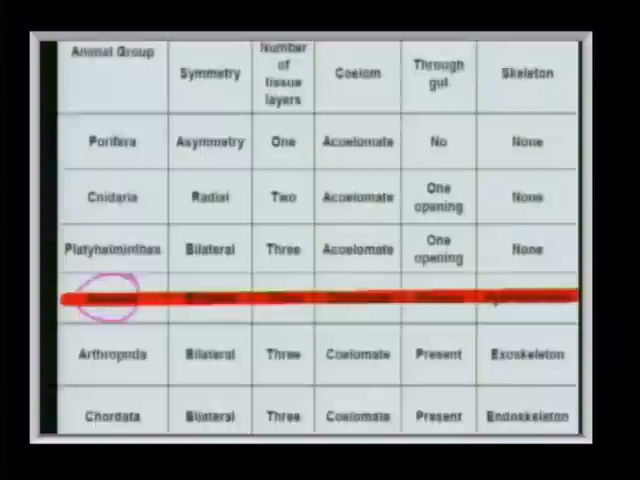 Animal Group Symmetry Number of tissue layers Coelom Through gut Skeleton
Porifera Asymmetry One Acoelomate No None
Cnidaria Radial Two Acoelomate One opening None
Platyhelminthes Bilateral Three Acoelomate One opening None
Arthropoda Bilateral Three Coelomate Present Exoskeleton
Chordata Bilateral Three Coelomate Present Endoskeleton